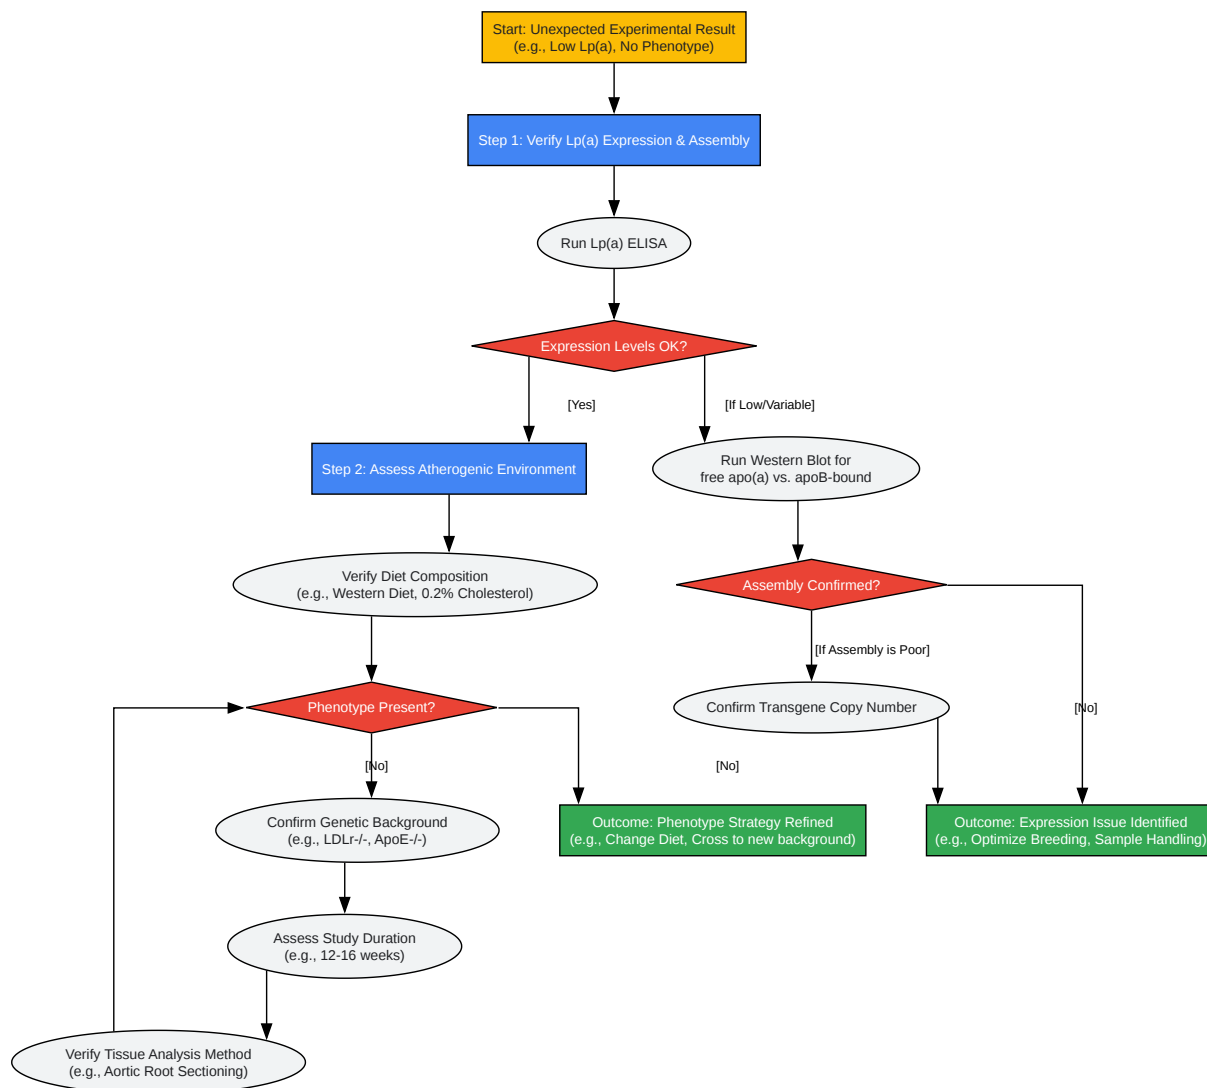 Start: Unexpected Experimental Result
(e.g., Low Lp(a), No Phenotype)
Step 1: Verify Lp(a) Expression & Assembly
Run Lp(a) ELISA
Expression Levels OK?
[Yes]
[If Low/Variable]
Step 2: Assess Atherogenic Environment
Run Western Blot for
free apo(a) vs. apoB-bound
Verify Diet Composition
(e.g., Western Diet, 0.2% Cholesterol)
Assembly Confirmed?
[If Assembly is Poor]
Phenotype Present?
Confirm Transgene Copy Number
[No]
[No]
[No]
Confirm Genetic Background
(e.g., LDLr-/-, ApoE-/-)
Outcome: Phenotype Strategy Refined
(e.g., Change Diet, Cross to new background)
Outcome: Expression Issue Identified
(e.g., Optimize Breeding, Sample Handling)
Assess Study Duration
(e.g., 12-16 weeks)
Verify Tissue Analysis Method
(e.g., Aortic Root Sectioning)